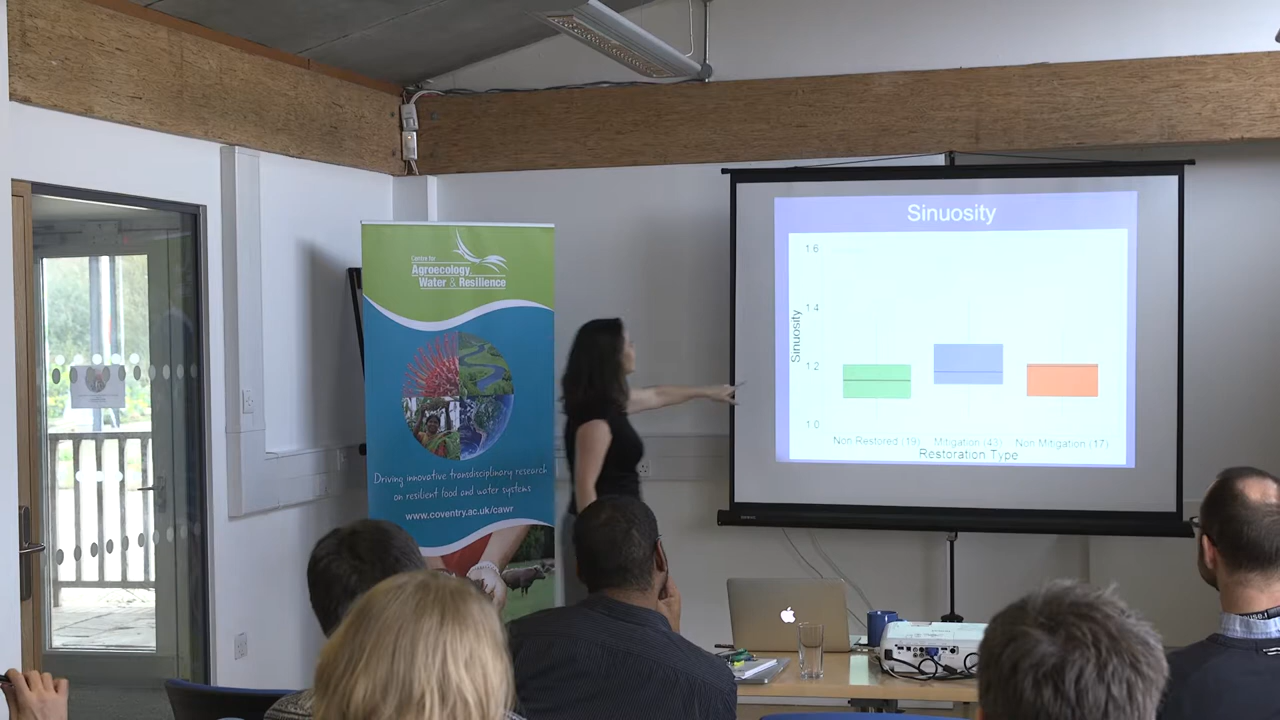 Centre for
Agroecology,
Water & Resilience
Driving innovative transdisciplinary research
on resilient food and water systems
www.coventry.ac.uk/cawr
Sinuosity
1 6
1 4
1 2
1 0
Sinuosity
Non Restored (19) Mitigation (43) Non Mitigation (17)
Restoration Type